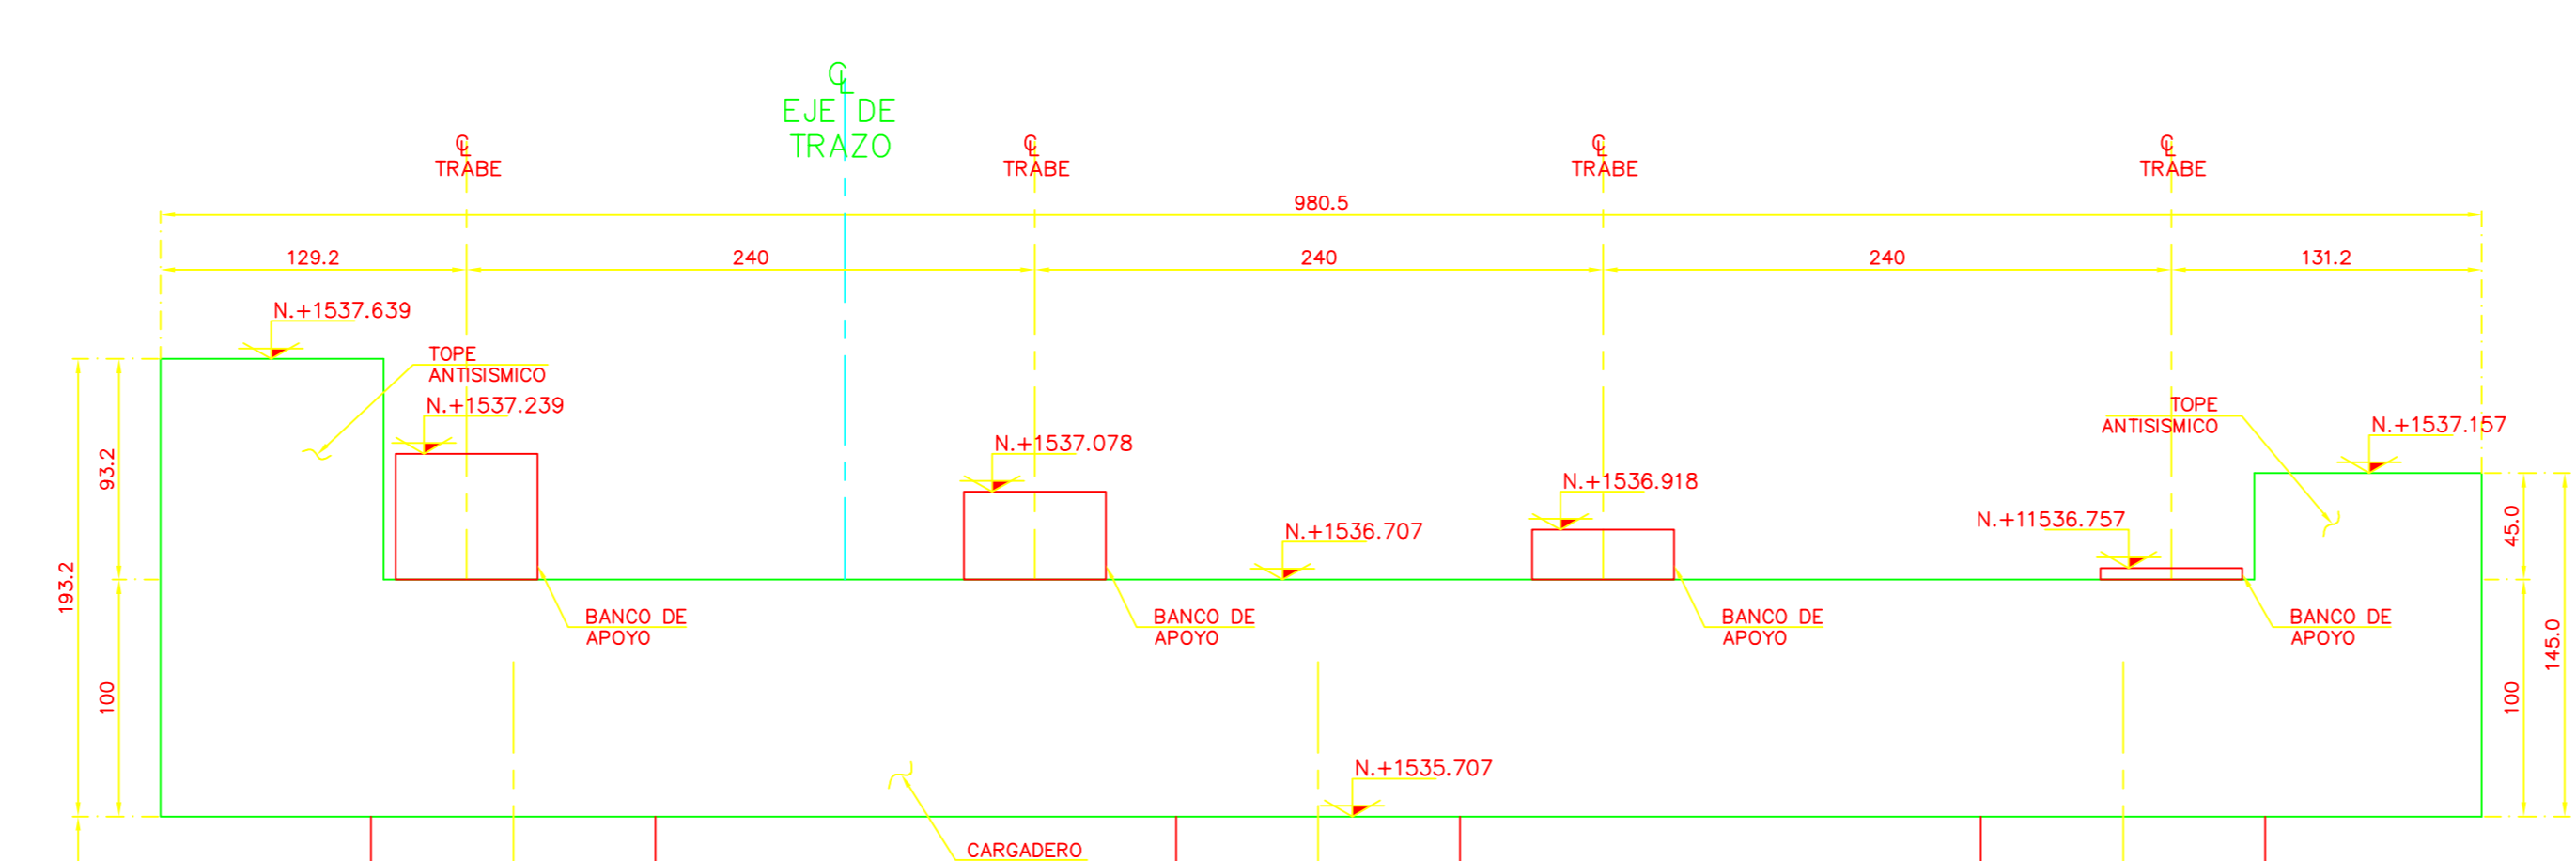 ℄
EJE DE
TRAZO
℄
TRABE
℄
TRABE
℄
TRABE
℄
TRABE
980.5
129.2
240
240
240
131.2
N.+1537.639
TOPE
ANTISISMICO
N.+1537.239
N.+1537.078
N.+1536.918
N.+1536.707
N.+11536.757
TOPE
ANTISISMICO
N.+1537.157
93.2
193.2
100
45.0
145.0
100
BANCO DE
APOYO
BANCO DE
APOYO
BANCO DE
APOYO
BANCO DE
APOYO
N.+1535.707
CARGADERO